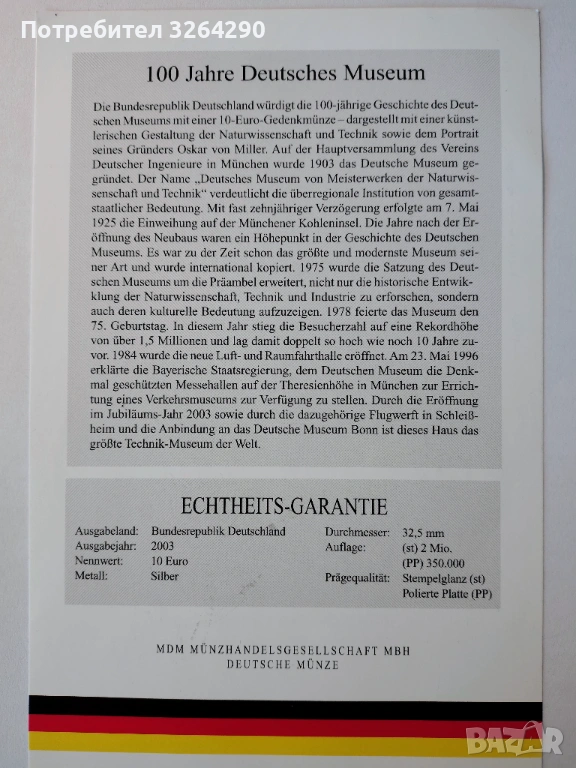 Потребител 3264290
100 Jahre Deutsches Museum
Die Bundesrepublik Deutschland würdigt die 100-jährige Geschichte des Deut-
schen Museums mit einer 10-Euro-Gedenkmünze – dargestellt mit einer künst-
lerischen Gestaltung der Naturwissenschaft und Technik sowie dem Portrait
seines Gründers Oskar von Miller. Auf der Hauptversammlung des Vereins
Deutscher Ingenieure in München wurde 1903 das Deutsche Museum ge-
gründet. Der Name „Deutsches Museum von Meisterwerken der Naturwis-
senschaft und Technik“ verdeutlicht die überregionale Institution von gesamt-
staatlicher Bedeutung. Mit fast zehnjähriger Verzögerung erfolgte am 7. Mai
1925 die Einweihung auf der Münchener Kohleninsel. Die Jahre nach der Er-
öffnung des Neubaus waren ein Höhepunkt in der Geschichte des Deutschen
Museums. Es war zu der Zeit schon das größte und modernste Museum sei-
ner Art und wurde international kopiert. 1975 wurde die Satzung des Deut-
schen Museums um die Präambel erweitert, nicht nur die historische Entwik-
klung der Naturwissenschaft, Technik und Industrie zu erforschen, sondern
auch deren kulturelle Bedeutung aufzuzeigen. 1978 feierte das Museum den
75. Geburtstag. In diesem Jahr stieg die Besucherzahl auf eine Rekordhöhe
von über 1,5 Millionen und lag damit doppelt so hoch wie noch 10 Jahre zu-
vor. 1984 wurde die neue Luft- und Raumfahrthalle eröffnet. Am 23. Mai 1996
erklärte die Bayerische Staatsregierung, dem Deutschen Museum die Denk-
mal geschützten Messehallen auf der Theresienhöhe in München zur Errich-
tung eines Verkehrsmuseums zur Verfügung zu stellen. Durch die Eröffnung
im Jubiläums-Jahr 2003 sowie durch die dazugehörige Flugwerft in Schleiß-
heim und die Anbindung an das Deutsche Museum Bonn ist dieses Haus das
größte Technik-Museum der Welt.
ECHTHEITS-GARANTIE
Ausgabeland: Bundesrepublik Deutschland Durchmesser: 32,5 mm
Ausgabejahr: 2003 Auflage: (st) 2 Mio.
Nennwert: 10 Euro (PP) 350.000
Metall: Silber Prägequalität: Stempelglanz (st)
Polierte Platte (PP)
MDM MÜNZHANDELSGESELLSCHAFT MBH
DEUTSCHE MÜNZE
BAZAR